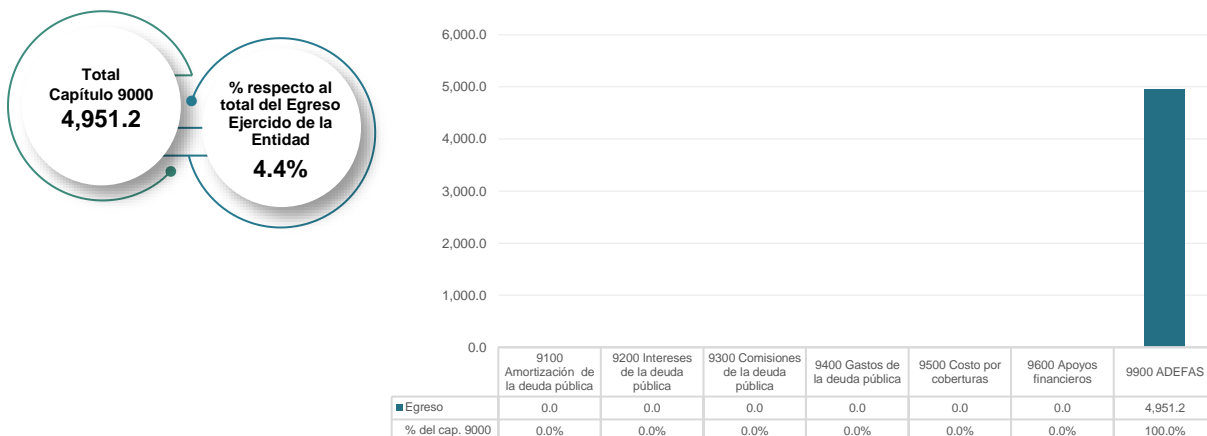 Total
Capítulo 9000
4,951.2
% respecto al
total del Egreso
Ejercido de la
Entidad
4.4%
6,000.0
5,000.0
4,000.0
3,000.0
2,000.0
1,000.0
0.0
9100
Amortización de
la deuda pública
9200 Intereses
de la deuda
pública
9300 Comisiones
de la deuda
pública
9400 Gastos de
la deuda pública
9500 Costo por
coberturas
9600 Apoyos
financieros
9900 ADEFAS
Egreso 0.0 0.0 0.0 0.0 0.0 0.0 4,951.2
% del cap. 9000 0.0% 0.0% 0.0% 0.0% 0.0% 0.0% 100.0%